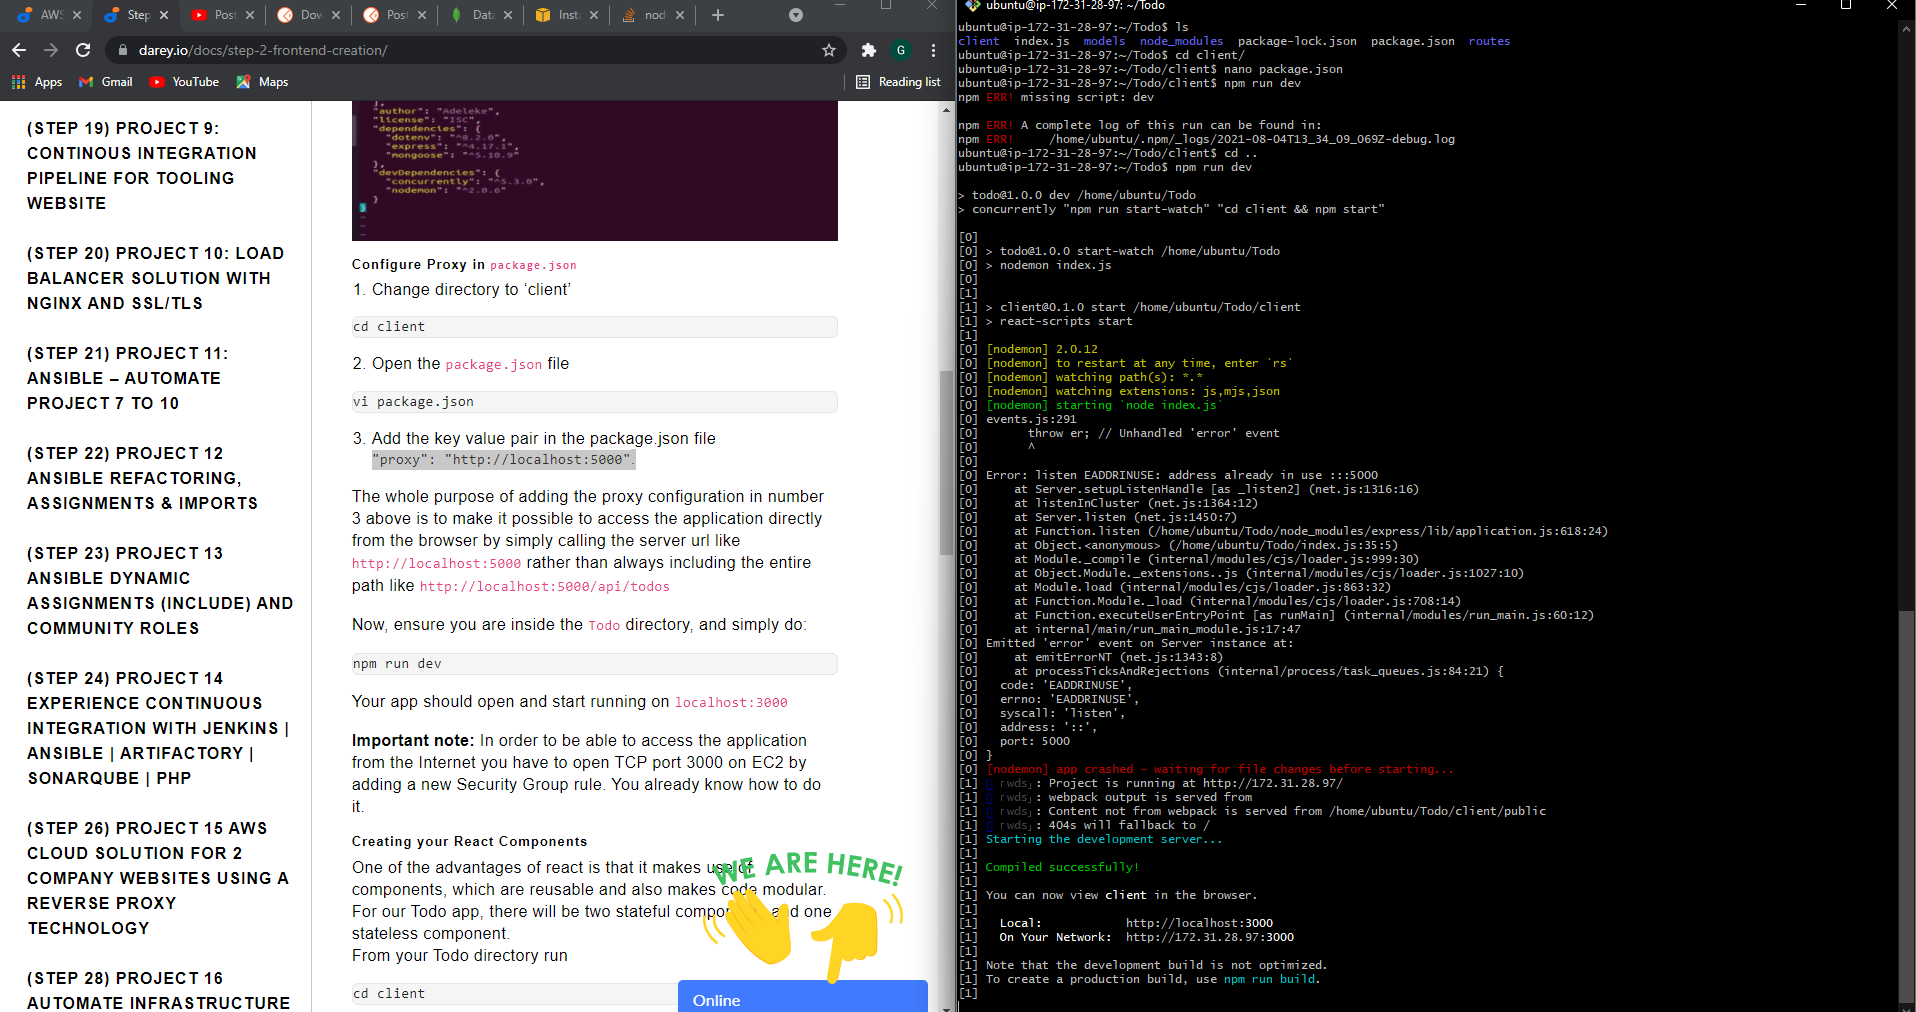 AWS
Step
Post
Dow
Post
Data
Insta
nod
darey.io/docs/step-2-frontend-creation/
G
Apps
Gmail
YouTube
Maps
Reading list
(STEP 19) PROJECT 9:
CONTINOUS INTEGRATION
PIPELINE FOR TOOLING
WEBSITE
(STEP 20) PROJECT 10: LOAD
BALANCER SOLUTION WITH
NGINX AND SSL/TLS
(STEP 21) PROJECT 11:
ANSIBLE – AUTOMATE
PROJECT 7 TO 10
(STEP 22) PROJECT 12
ANSIBLE REFACTORING,
ASSIGNMENTS & IMPORTS
(STEP 23) PROJECT 13
ANSIBLE DYNAMIC
ASSIGNMENTS (INCLUDE) AND
COMMUNITY ROLES
(STEP 24) PROJECT 14
EXPERIENCE CONTINUOUS
INTEGRATION WITH JENKINS |
ANSIBLE | ARTIFACTORY |
SONARQUBE | PHP
(STEP 26) PROJECT 15 AWS
CLOUD SOLUTION FOR 2
COMPANY WEBSITES USING A
REVERSE PROXY
TECHNOLOGY
(STEP 28) PROJECT 16
AUTOMATE INFRASTRUCTURE
"author": "Adeleke",
"license": "ISC",
"dependencies": {
"dotenv": "^8.2.0",
"express": "^4.17.1",
"mongoose": "^5.10.9"
},
"devDependencies": {
"concurrently": "^5.3.0",
"nodemon": "^2.0.6"
}
Configure Proxy in package.json
1. Change directory to ‘client’
cd client
2. Open the package.json file
vi package.json
3. Add the key value pair in the package.json file
"proxy": "http://localhost:5000".
The whole purpose of adding the proxy configuration in number
3 above is to make it possible to access the application directly
from the browser by simply calling the server url like
http://localhost:5000 rather than always including the entire
path like http://localhost:5000/api/todos
Now, ensure you are inside the Todo directory, and simply do:
npm run dev
Your app should open and start running on localhost:3000
Important note: In order to be able to access the application
from the Internet you have to open TCP port 3000 on EC2 by
adding a new Security Group rule. You already know how to do
it.
Creating your React Components
One of the advantages of react is that it makes use of
components, which are reusable and also makes code modular.
For our Todo app, there will be two stateful and one
stateless component.
From your Todo directory run
cd client
WE ARE HERE!
Online
ubuntu@ip-172-31-28-97: ~/Todo
ubuntu@ip-172-31-28-97:~/Todo$ ls
client index.js models node_modules package-lock.json package.json routes
ubuntu@ip-172-31-28-97:~/Todo$ cd client/
ubuntu@ip-172-31-28-97:~/Todo/client$ nano package.json
ubuntu@ip-172-31-28-97:~/Todo/client$ npm run dev
npm ERR! missing script: dev
npm ERR! A complete log of this run can be found in:
npm ERR!     /home/ubuntu/.npm/_logs/2021-08-04T13_34_09_069Z-debug.log
ubuntu@ip-172-31-28-97:~/Todo/client$ cd ..
ubuntu@ip-172-31-28-97:~/Todo$ npm run dev
> todo@1.0.0 dev /home/ubuntu/Todo
> concurrently "npm run start-watch" "cd client && npm start"
[0]
[0] > todo@1.0.0 start-watch /home/ubuntu/Todo
[0] > nodemon index.js
[0]
[1]
[1] > client@0.1.0 start /home/ubuntu/Todo/client
[1] > react-scripts start
[1]
[0] [nodemon] 2.0.12
[0] [nodemon] to restart at any time, enter `rs`
[0] [nodemon] watching path(s): *.*
[0] [nodemon] watching extensions: js,mjs,json
[0] [nodemon] starting `node index.js`
[0] events.js:291
[0]       throw er; // Unhandled 'error' event
[0]       ^
[0]
[0] Error: listen EADDRINUSE: address already in use :::5000
[0]     at Server.setupListenHandle [as _listen2] (net.js:1316:16)
[0]     at listenInCluster (net.js:1364:12)
[0]     at Server.listen (net.js:1450:7)
[0]     at Function.listen (/home/ubuntu/Todo/node_modules/express/lib/application.js:618:24)
[0]     at Object.<anonymous> (/home/ubuntu/Todo/index.js:35:5)
[0]     at Module._compile (internal/modules/cjs/loader.js:999:30)
[0]     at Object.Module._extensions..js (internal/modules/cjs/loader.js:1027:10)
[0]     at Module.load (internal/modules/cjs/loader.js:863:32)
[0]     at Function.Module._load (internal/modules/cjs/loader.js:708:14)
[0]     at Function.executeUserEntryPoint [as runMain] (internal/modules/run_main.js:60:12)
[0]     at internal/main/run_main_module.js:17:47
[0] Emitted 'error' event on Server instance at:
[0]     at emitErrorNT (net.js:1343:8)
[0]     at processTicksAndRejections (internal/process/task_queues.js:84:21) {
[0]   code: 'EADDRINUSE',
[0]   errno: 'EADDRINUSE',
[0]   syscall: 'listen',
[0]   address: '::',
[0]   port: 5000
[0] }
[0] [nodemon] app crashed - waiting for file changes before starting...
[1] ｢wds｣: Project is running at http://172.31.28.97/
[1] ｢wds｣: webpack output is served from
[1] ｢wds｣: Content not from webpack is served from /home/ubuntu/Todo/client/public
[1] ｢wds｣: 404s will fallback to /
[1] Starting the development server...
[1]
[1] Compiled successfully!
[1]
[1] You can now view client in the browser.
[1]
[1]   Local:            http://localhost:3000
[1]   On Your Network:  http://172.31.28.97:3000
[1]
[1] Note that the development build is not optimized.
[1] To create a production build, use npm run build.
[1]